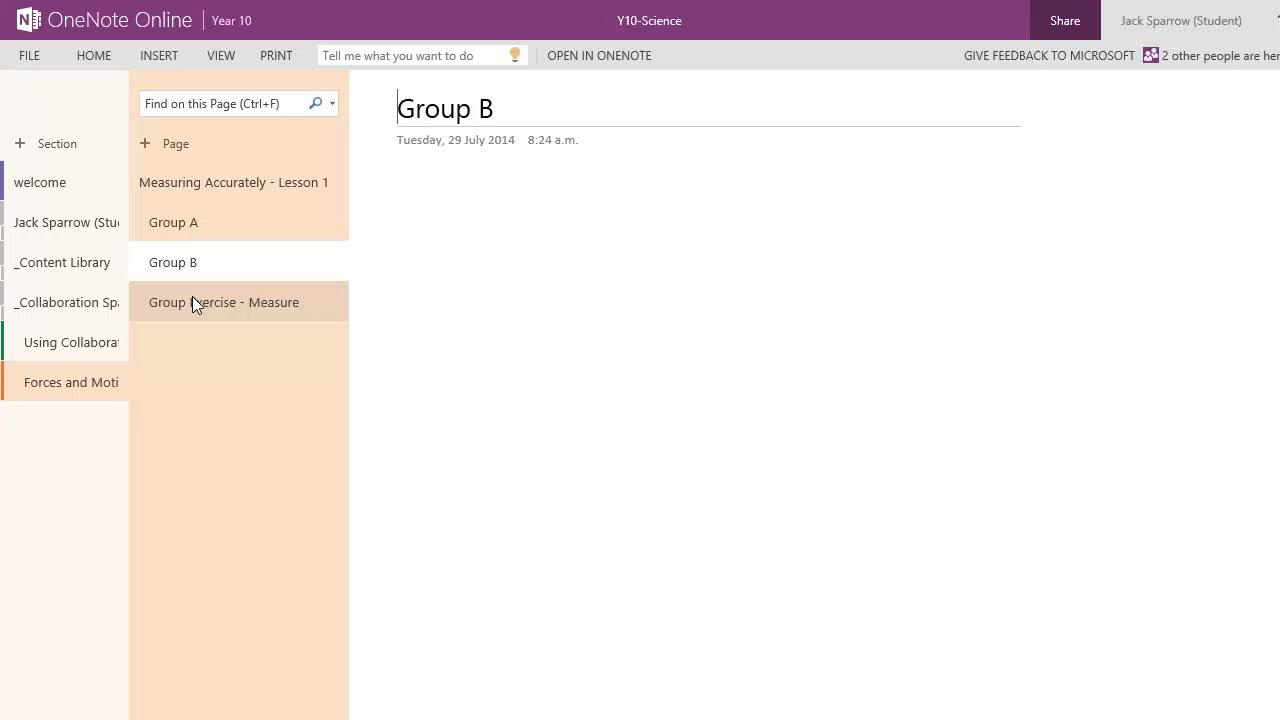 OneNote Online Year 10 Y10-Science Share Jack Sparrow (Student)
FILE HOME INSERT VIEW PRINT Tell me what you want to do OPEN IN ONENOTE GIVE FEEDBACK TO MICROSOFT 2 other people are her
Find on this Page (Ctrl+F)
+ Section
+ Page
welcome
Jack Sparrow (Stu
_Content Library
_Collaboration Spa
Using Collabora
Forces and Moti
Measuring Accurately - Lesson 1
Group A
Group B
Group Exercise - Measure
Group B
Tuesday, 29 July 2014 8:24 a.m.